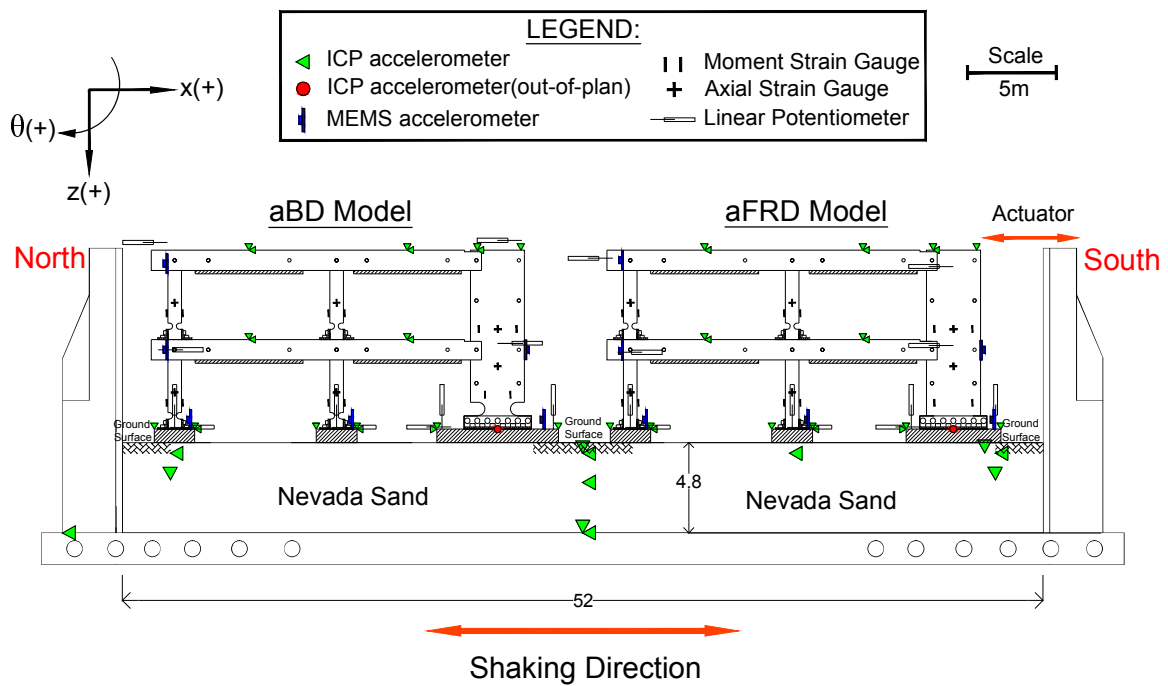 LEGEND:
ICP accelerometer
ICP accelerometer(out-of-plan)
MEMS accelerometer
Moment Strain Gauge
Axial Strain Gauge
Linear Potentiometer
Scale
5m
x(+)
θ(+)
z(+)
aBD Model
aFRD Model
Actuator
North
South
Ground
Surface
Ground
Surface
Ground
Surface
Nevada Sand
4.8
Nevada Sand
52
Shaking Direction